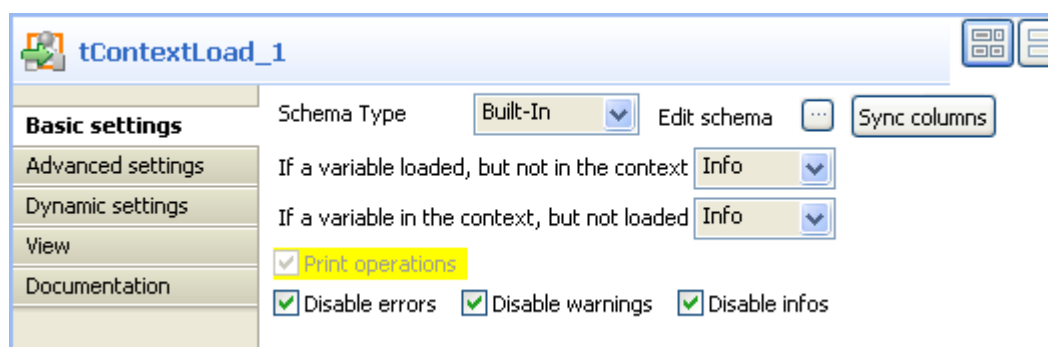 tContextLoad_1
Basic settings
Advanced settings
Dynamic settings
View
Documentation
Schema Type Built-In Edit schema ... Sync columns
If a variable loaded, but not in the context Info
If a variable in the context, but not loaded Info
Print operations
Disable errors Disable warnings Disable infos